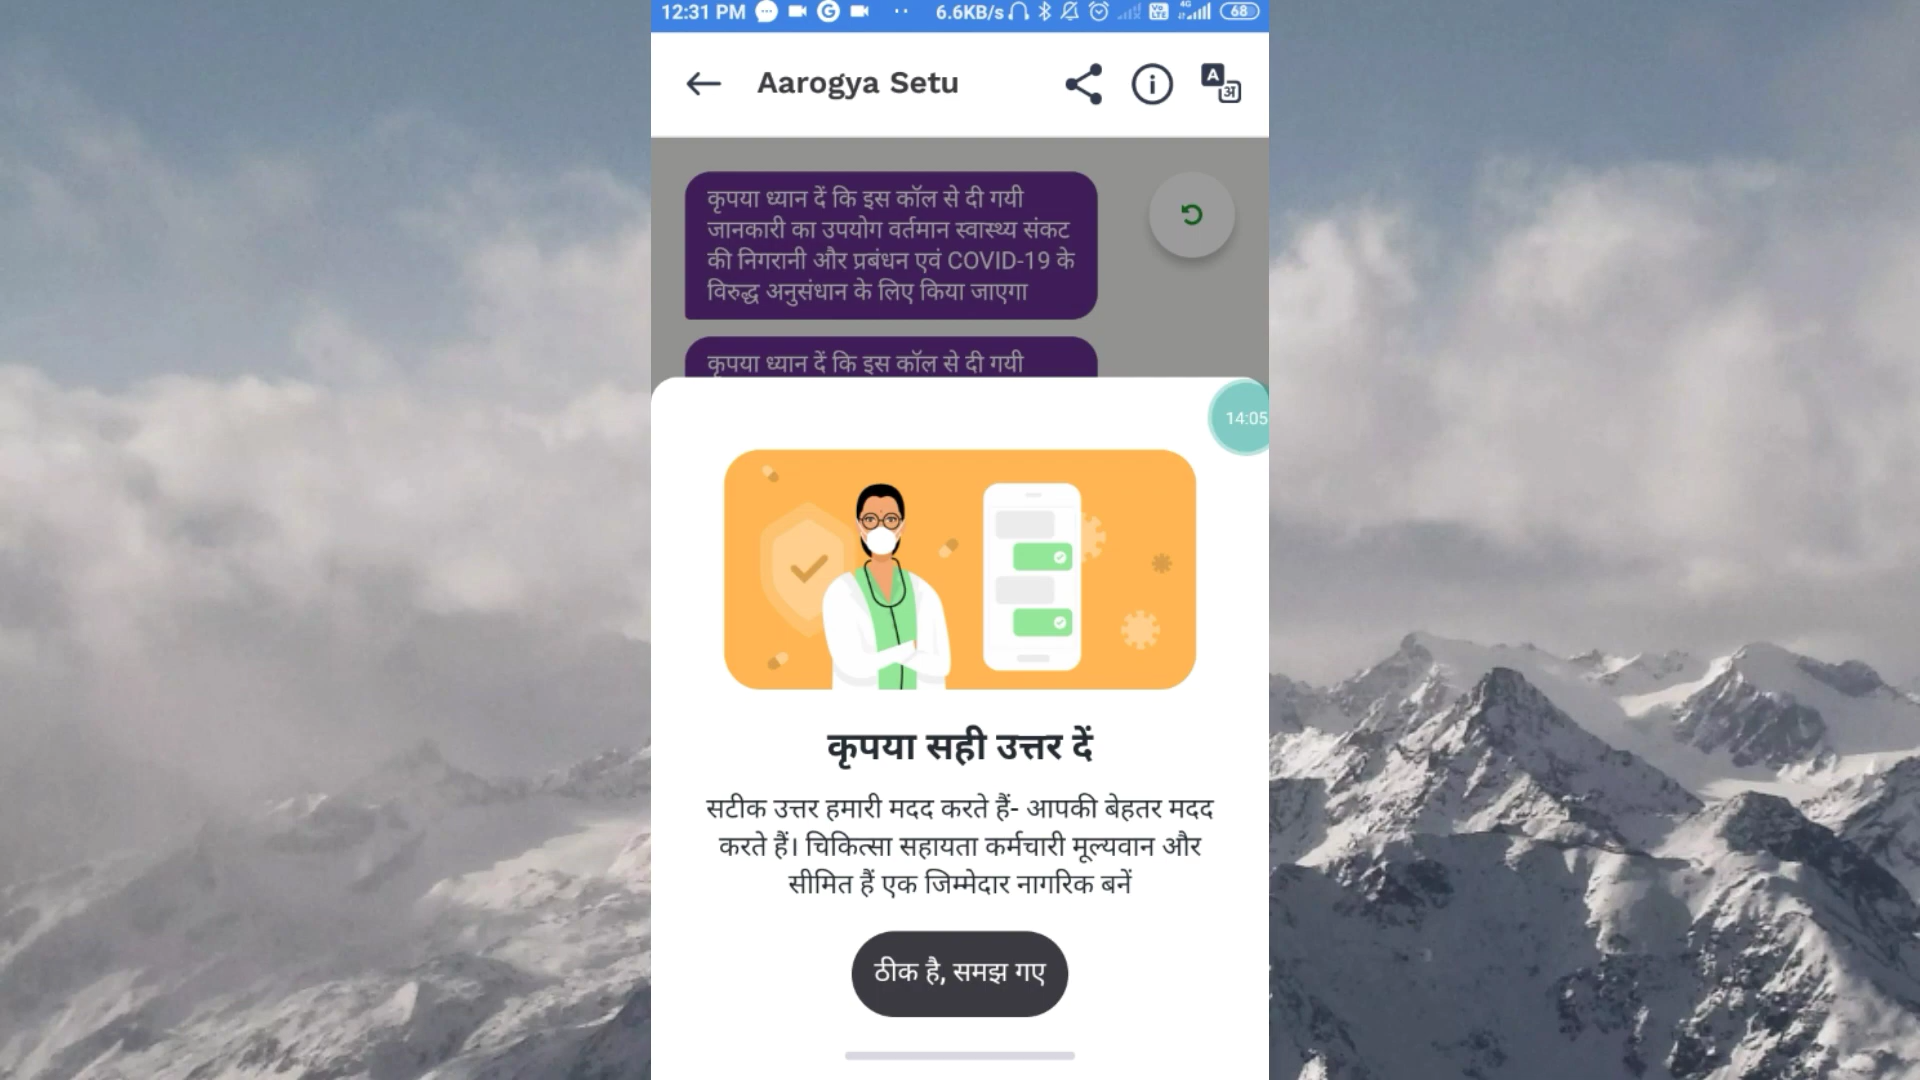 12:31 PM 6.6KB/s 4G 68
Aarogya Setu
कृपया ध्यान दें कि इस कॉल से दी गयी
जानकारी का उपयोग वर्तमान स्वास्थ्य संकट
की निगरानी और प्रबंधन एवं COVID-19 के
विरुद्ध अनुसंधान के लिए किया जाएगा
कृपया ध्यान दें कि इस कॉल से दी गयी
14:05
कृपया सही उत्तर दें
सटीक उत्तर हमारी मदद करते हैं- आपकी बेहतर मदद
करते हैं। चिकित्सा सहायता कर्मचारी मूल्यवान और
सीमित हैं एक जिम्मेदार नागरिक बनें
ठीक है, समझ गए